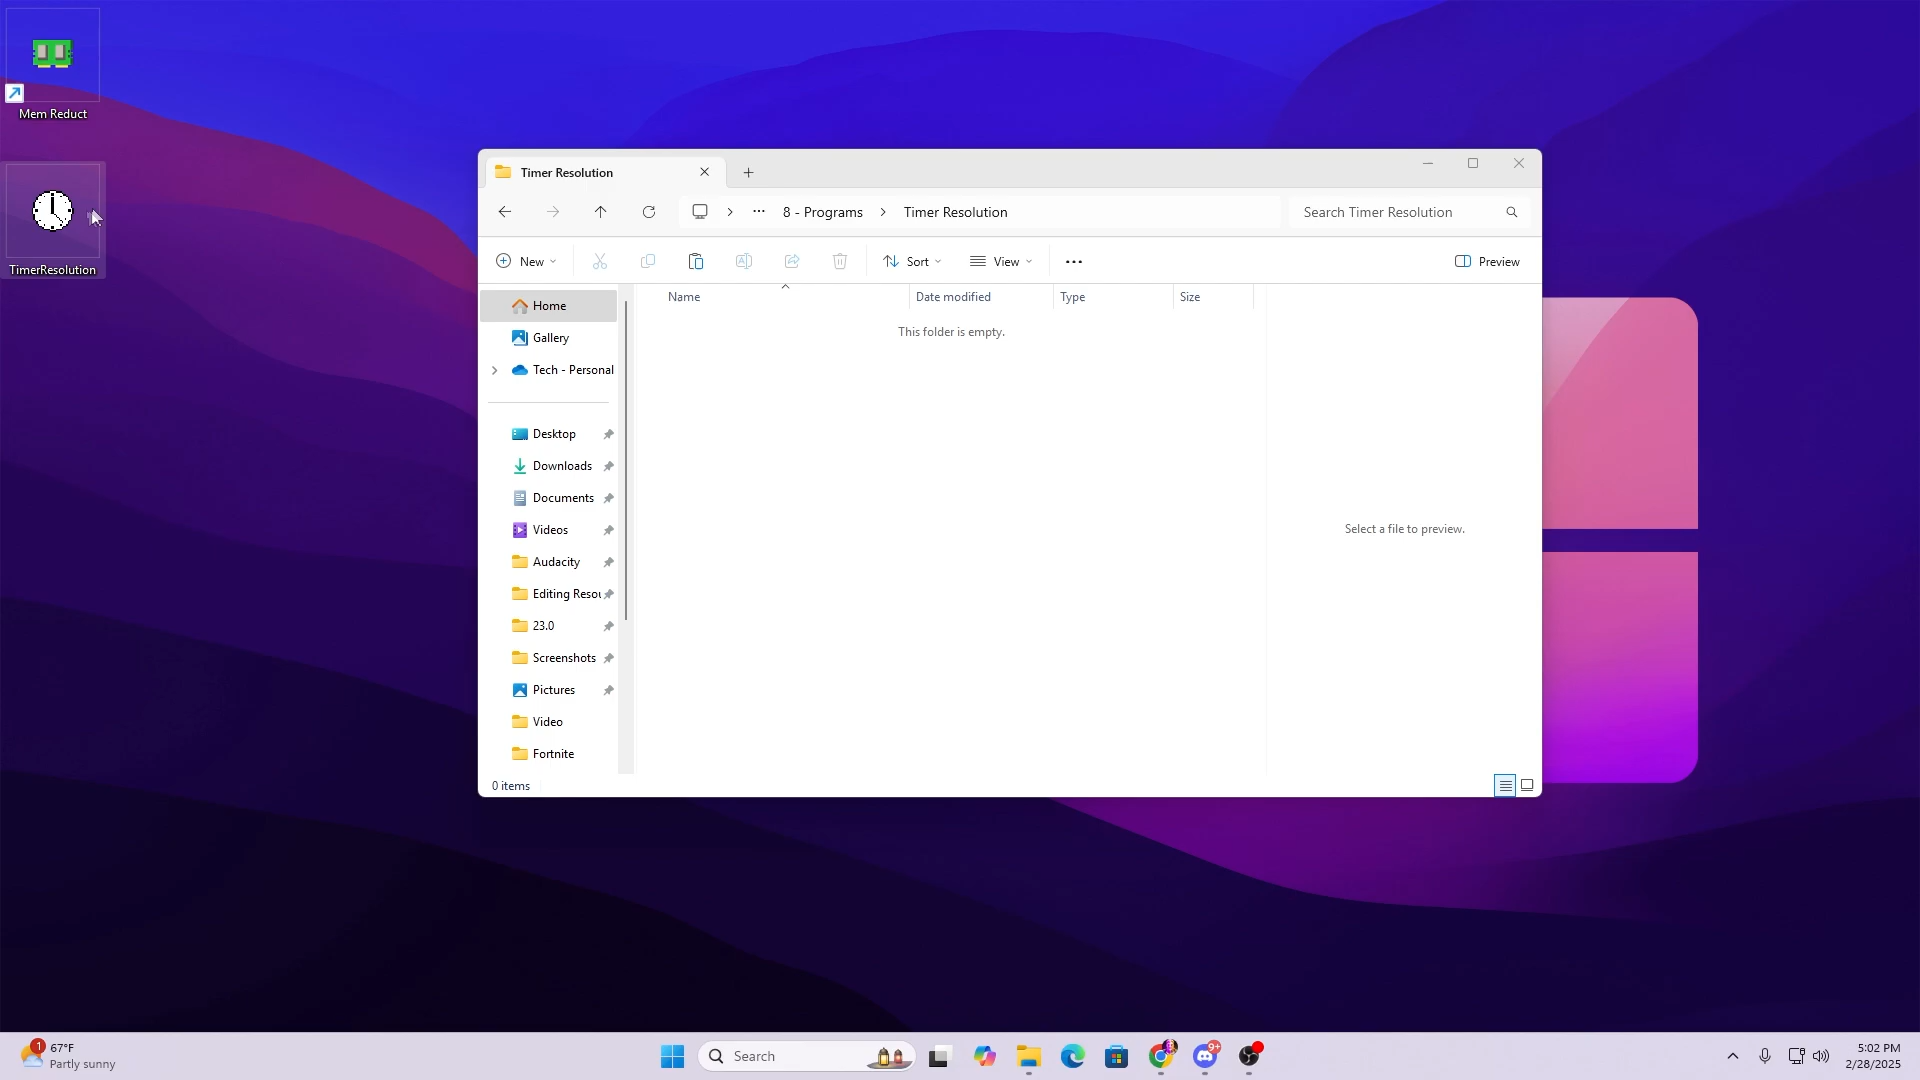 Mem Reduct
TimerResolution
Timer Resolution
8 - Programs
Timer Resolution
Search Timer Resolution
New
Sort
View
Preview
Home
Gallery
Tech - Personal
Desktop
Downloads
Documents
Videos
Audacity
Editing Resou
23.0
Screenshots
Pictures
Video
Fortnite
Name
Date modified
Type
Size
This folder is empty.
Select a file to preview.
0 items
1
67°F
Partly sunny
Search
9+
5:02 PM
2/28/2025